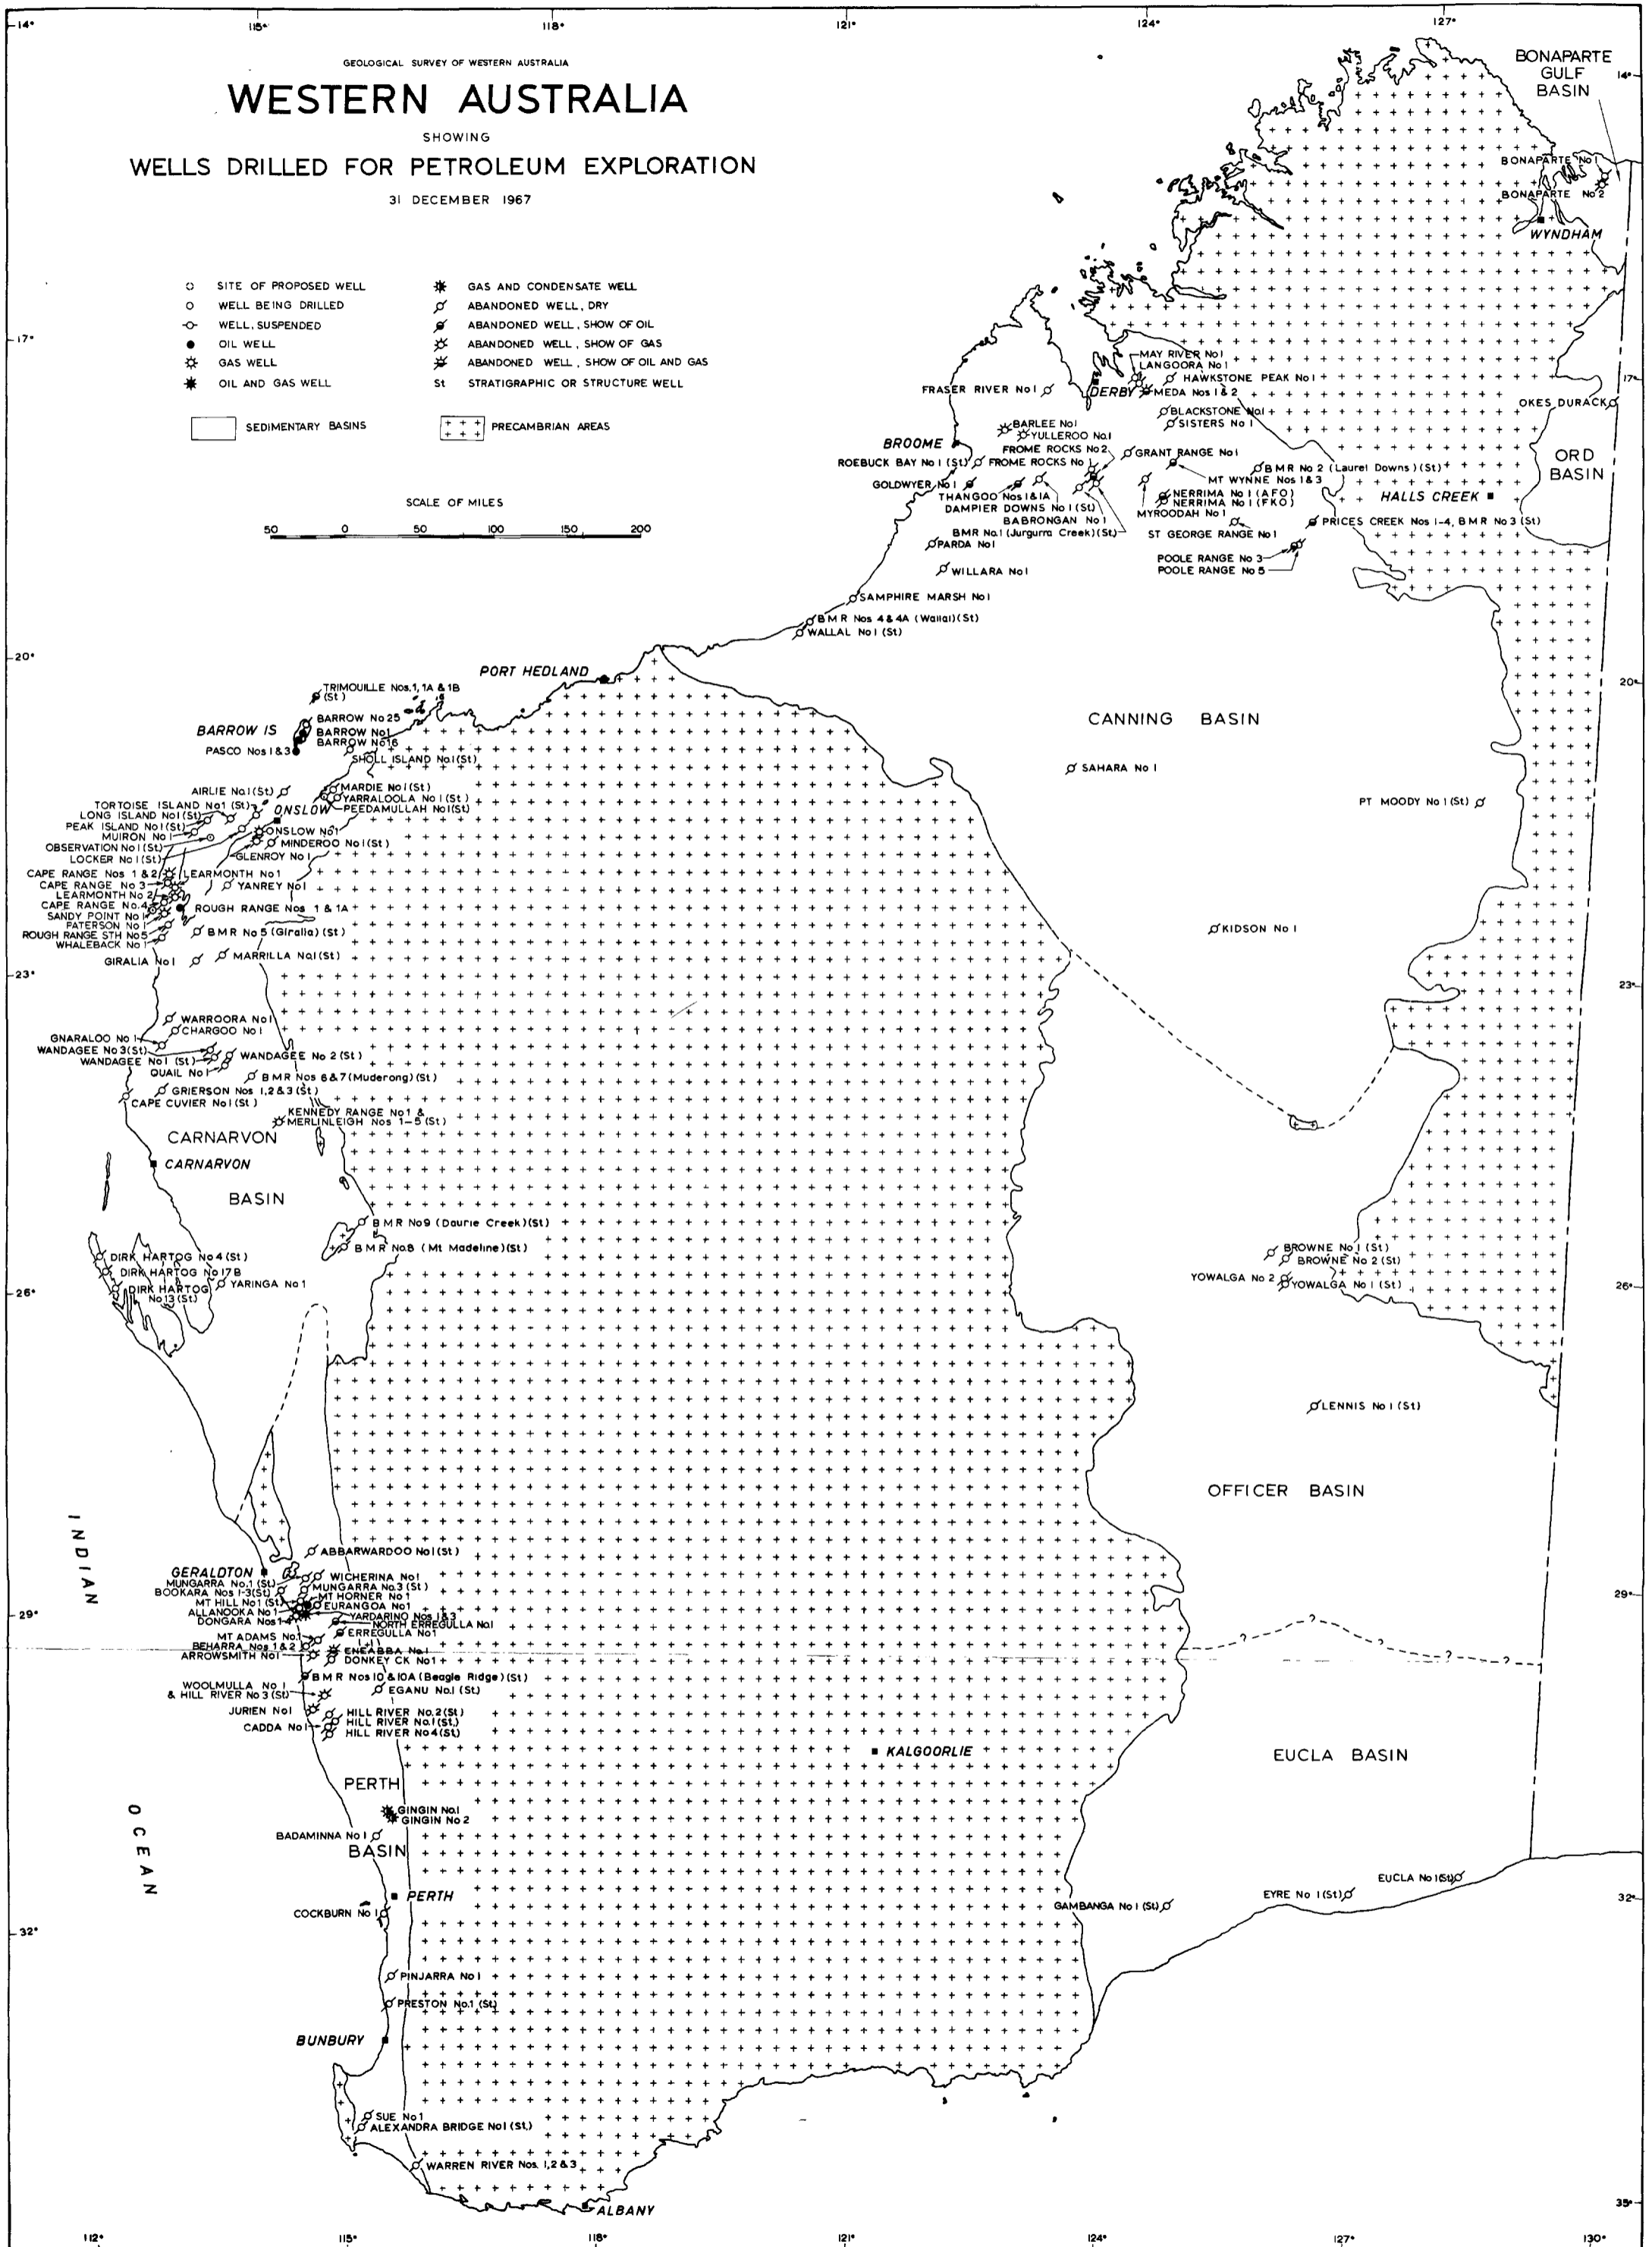 14°
115°
118°
121°
124°
127°
GEOLOGICAL SURVEY OF WESTERN AUSTRALIA
WESTERN AUSTRALIA
SHOWING
WELLS DRILLED FOR PETROLEUM EXPLORATION
31 DECEMBER 1967
SITE OF PROPOSED WELL
WELL BEING DRILLED
WELL, SUSPENDED
OIL WELL
GAS WELL
OIL AND GAS WELL
GAS AND CONDENSATE WELL
ABANDONED WELL, DRY
ABANDONED WELL, SHOW OF OIL
ABANDONED WELL, SHOW OF GAS
ABANDONED WELL, SHOW OF OIL AND GAS
St STRATIGRAPHIC OR STRUCTURE WELL
SEDIMENTARY BASINS
PRECAMBRIAN AREAS
SCALE OF MILES
50 0 50 100 150 200
BONAPARTE
GULF
BASIN
14°
BONAPARTE No 1
BONAPARTE No 2
WYNDHAM
17°
MAY RIVER No 1
LANGOORA No 1
HAWKSTONE PEAK No 1
17°
FRASER RIVER No 1
DERBY
MEDA Nos 1 & 2
OKES DURACK
BLACKSTONE No 1
SISTERS No 1
BARLEE No 1
YULLEROO No.1
BROOME
FROME ROCKS No 2
GRANT RANGE No 1
ORD
BASIN
ROEBUCK BAY No 1 (St)
FROME ROCKS No 1
BMR No 2 (Laurel Downs) (St)
GOLDWYER No 1
MT WYNNE Nos 1 & 3
THANGOO Nos 1 & 1A
NERRIMA No 1 (AFO)
NERRIMA No 1 (FKO)
HALLS CREEK
DAMPIER DOWNS No 1 (St)
MYROODAH No 1
BABRONGAN No 1
PRICES CREEK Nos 1-4, BMR No 3 (St)
BMR No.1 (Jurgurra Creek) (St)
ST GEORGE RANGE No 1
PARDA No 1
POOLE RANGE No 3
POOLE RANGE No 5
WILLARA No 1
SAMPHIRE MARSH No 1
BMR Nos 4 & 4A (Wallal) (St)
WALLAL No 1 (St)
20°
PORT HEDLAND
20°
TRIMOUILLE Nos. 1, 1A & 1B
(St)
BARROW No 25
CANNING BASIN
BARROW IS
BARROW No 1
BARROW No 16
PASCO Nos 1 & 3
SHOLL ISLAND No.1 (St)
SAHARA No 1
AIRLIE No.1 (St)
MARDIE No 1 (St)
YARRALOOLA No 1 (St)
PT MOODY No 1 (St)
TORTOISE ISLAND No 1 (St)
ONSLOW
PEEDAMULLAH No 1 (St)
LONG ISLAND No 1 (St)
PEAK ISLAND No 1 (St)
ONSLOW No 1
MUIRON No 1
MINDEROO No 1 (St)
OBSERVATION No 1 (St)
GLENROY No 1
LOCKER No 1 (St)
CAPE RANGE Nos 1 & 2
LEARMONTH No 1
CAPE RANGE No 3
YANREY No 1
LEARMONTH No 2
CAPE RANGE No. 4
ROUGH RANGE Nos 1 & 1A
SANDY POINT No 1
PATERSON No 1
ROUGH RANGE STH No 5
BMR No 5 (Giralia) (St)
WHALEBACK No 1
KIDSON No 1
GIRALIA No 1
MARRILLA No.1 (St)
23°
23°
WARROORA No 1
CHARGOO No 1
GNARALOO No 1
WANDAGEE No 3 (St)
WANDAGEE No 2 (St)
WANDAGEE No 1 (St)
QUAIL No 1
BMR Nos 6 & 7 (Muderong) (St)
GRIERSON Nos 1, 2 & 3 (St)
CAPE CUVIER No 1 (St)
KENNEDY RANGE No 1 &
MERLINLEIGH Nos 1-5 (St)
CARNARVON
CARNARVON
BASIN
BMR No 9 (Daurie Creek) (St)
BMR No.8 (Mt Madeline) (St)
DIRK HARTOG No 4 (St)
BROWNE No.1 (St)
BROWNE No 2 (St)
DIRK HARTOG No 17B
YARINGA No 1
YOWALGA No 2
YOWALGA No 1 (St)
DIRK HARTOG
No 13 (St)
26°
26°
LENNIS No 1 (St)
OFFICER BASIN
INDIAN
ABBARWARDOO No 1 (St)
GERALDTON
WICHERINA No 1
MUNGARRA No. 1 (St)
MUNGARRA No. 3 (St)
BOOKARA Nos 1-3 (St)
MT HORNER No 1
MT HILL No 1 (St)
EURANGOA No 1
ALLANOOKA No 1
DONGARA Nos 1-4
YARDARINO Nos 1 & 3
29°
29°
NORTH ERREGULLA No.1
MT ADAMS No.1
ERREGULLA No 1
BEHARRA Nos 1 & 2
ENEABBA No.1
ARROWSMITH No 1
DONKEY CK No 1
? ? ? ? ?
BMR Nos 10 & 10A (Beagle Ridge) (St)
WOOLMULLA No 1
& HILL RIVER No 3 (St)
EGANU No.1 (St)
JURIEN No 1
HILL RIVER No. 2 (St)
HILL RIVER No. 1 (St.)
CADDA No 1
HILL RIVER No 4 (St)
KALGOORLIE
EUCLA BASIN
PERTH
OCEAN
GINGIN No.1
GINGIN No 2
BADAMINNA No 1
BASIN
PERTH
EUCLA No 1 (St)
EYRE No 1 (St)
GAMBANGA No 1 (St)
32°
COCKBURN No 1
32°
PINJARRA No 1
PRESTON No.1 (St)
BUNBURY
SUE No 1
ALEXANDRA BRIDGE No 1 (St.)
WARREN RIVER Nos. 1, 2 & 3
ALBANY
35°
112°
115°
118°
121°
124°
127°
130°